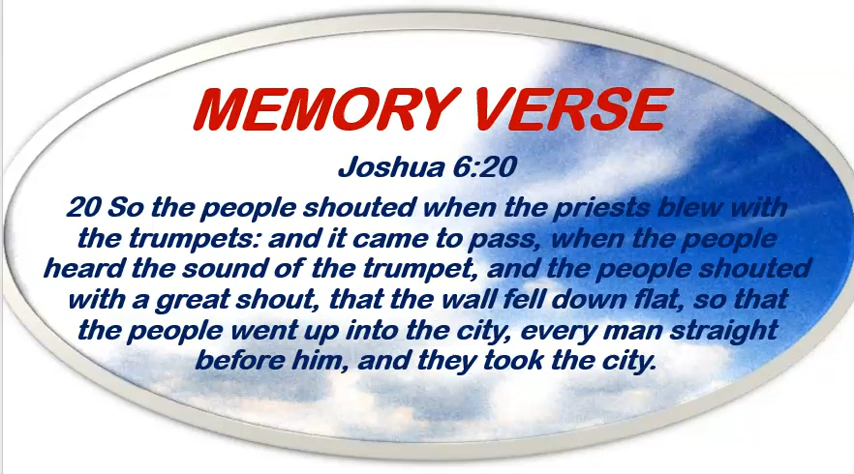 MEMORY VERSE
Joshua 6:20
20 So the people shouted when the priests blew with
the trumpets: and it came to pass, when the people
heard the sound of the trumpet, and the people shouted
with a great shout, that the wall fell down flat, so that
the people went up into the city, every man straight
before him, and they took the city.